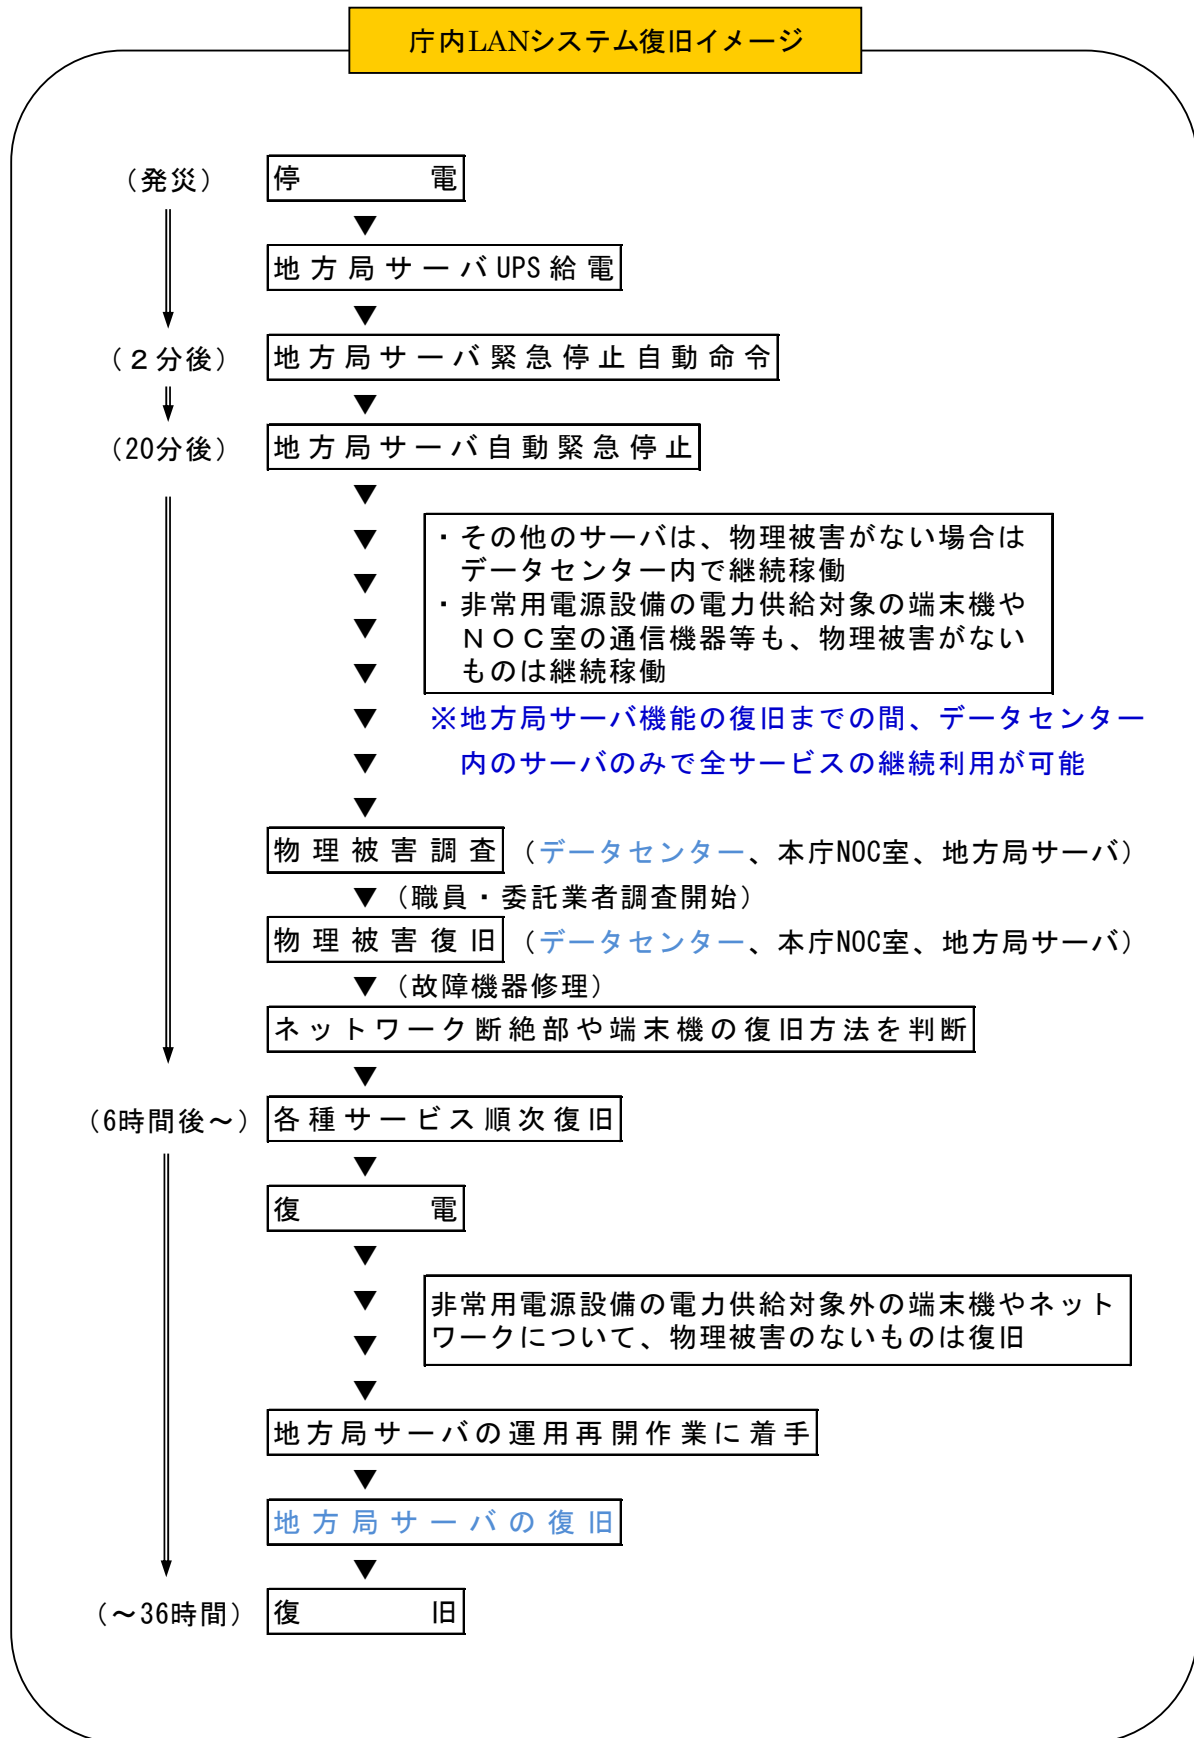 庁内LANシステム復旧イメージ
（発災） 停　　　電
▼
地方局サーバUPS給電
▼
（２分後） 地方局サーバ緊急停止自動命令
▼
（20分後） 地方局サーバ自動緊急停止
▼
▼ ・その他のサーバは、物理被害がない場合は
データセンター内で継続稼働
▼
・非常用電源設備の電力供給対象の端末機や
▼ ＮＯＣ室の通信機器等も、物理被害がない
▼ ものは継続稼働
▼ ※地方局サーバ機能の復旧までの間、データセンター
▼ 内のサーバのみで全サービスの継続利用が可能
▼
物理被害調査 （データセンター、本庁NOC室、地方局サーバ）
▼（職員・委託業者調査開始）
物理被害復旧 （データセンター、本庁NOC室、地方局サーバ）
▼（故障機器修理）
ネットワーク断絶部や端末機の復旧方法を判断
▼
（6時間後～） 各種サービス順次復旧
▼
復　　　電
▼
▼ 非常用電源設備の電力供給対象外の端末機やネット
▼ ワークについて、物理被害のないものは復旧
▼
地方局サーバの運用再開作業に着手
▼
地方局サーバの復旧
▼
（～36時間） 復　　　旧